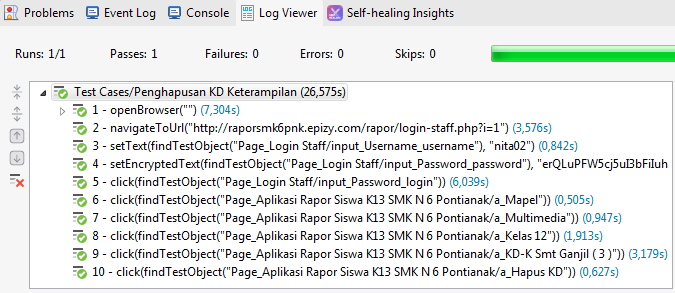 Problems Event Log Console Log Viewer Self-healing Insights
Runs: 1/1 Passes: 1 Failures: 0 Errors: 0 Skips: 0
Test Cases/Penghapusan KD Keterampilan (26,575s)
1 - openBrowser("") (7,304s)
2 - navigateToUrl("http://raporsmk6pnk.epizy.com/rapor/login-staff.php?i=1") (3,576s)
3 - setText(findTestObject("Page_Login Staff/input_Username_username"), "nita02") (0,842s)
4 - setEncryptedText(findTestObject("Page_Login Staff/input_Password_password"), "erQLuPFW5cj5uI3bFiIuh
5 - click(findTestObject("Page_Login Staff/input_Password_login")) (6,039s)
6 - click(findTestObject("Page_Aplikasi Rapor Siswa K13 SMK N 6 Pontianak/a_Mapel")) (0,505s)
7 - click(findTestObject("Page_Aplikasi Rapor Siswa K13 SMK N 6 Pontianak/a_Multimedia")) (0,947s)
8 - click(findTestObject("Page_Aplikasi Rapor Siswa K13 SMK N 6 Pontianak/a_Kelas 12")) (1,913s)
9 - click(findTestObject("Page_Aplikasi Rapor Siswa K13 SMK N 6 Pontianak/a_KD-K Smt Ganjil ( 3 )")) (3,179s)
10 - click(findTestObject("Page_Aplikasi Rapor Siswa K13 SMK N 6 Pontianak/a_Hapus KD")) (0,627s)